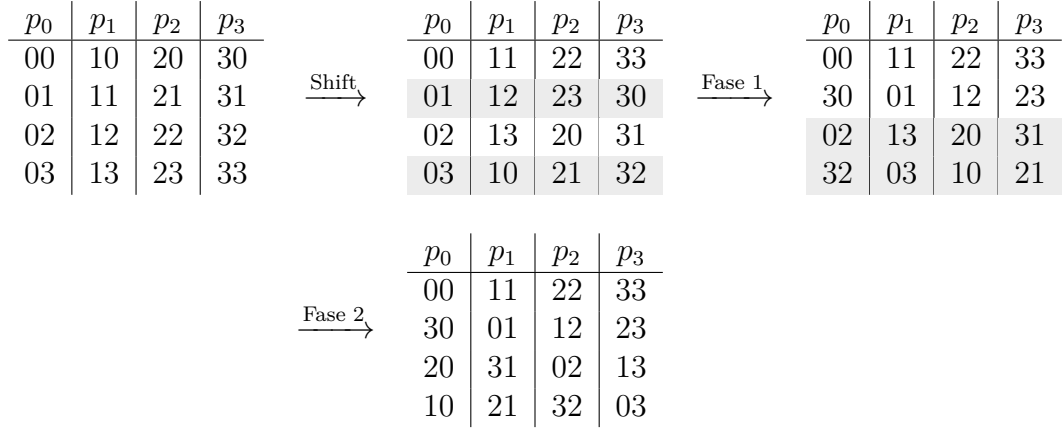 p0 p1 p2 p3 p0 p1 p2 p3 p0 p1 p2 p3
00 10 20 30 00 11 22 33 00 11 22 33
01 11 21 31 Shift 01 12 23 30 Fase 1 30 01 12 23
02 12 22 32 02 13 20 31 02 13 20 31
03 13 23 33 03 10 21 32 32 03 10 21
p0 p1 p2 p3
00 11 22 33
Fase 2 30 01 12 23
20 31 02 13
10 21 32 03